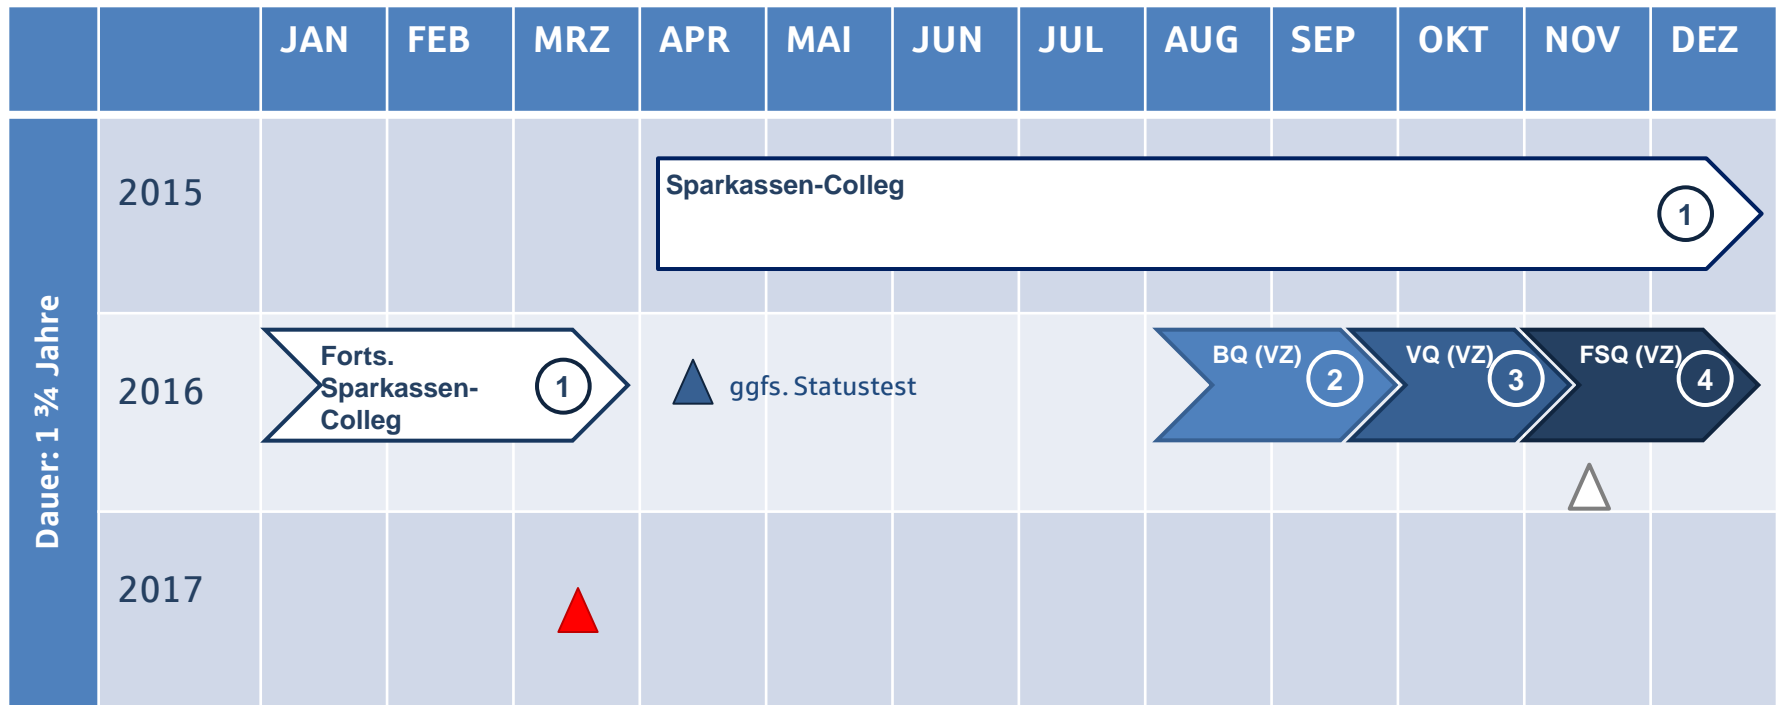 JAN FEB MRZ APR MAI JUN JUL AUG SEP OKT NOV DEZ
Dauer: 1 ¾ Jahre
2015
Sparkassen-Colleg
1
2016
Forts.
Sparkassen-
Colleg
1
ggfs. Statustest
BQ (VZ)
2
VQ (VZ)
3
FSQ (VZ)
4
2017